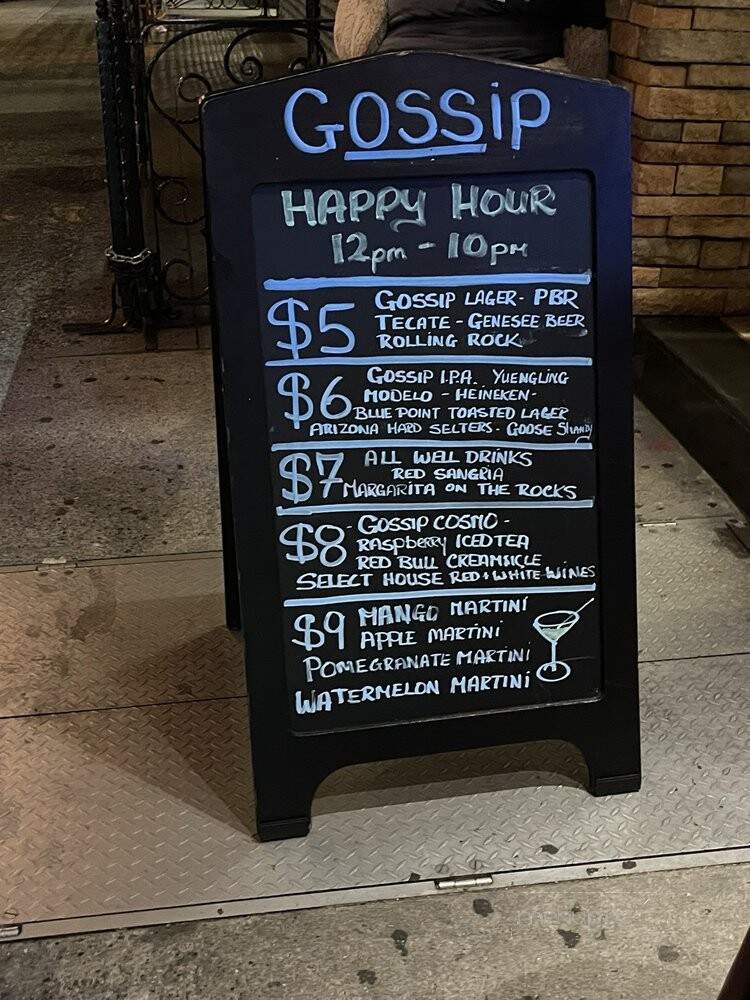 GOSSIP
HAPPY HOUR
12pm - 10pm
$5 GOSSIP LAGER - PBR
TECATE - GENESEE BEER
ROLLING ROCK
$6 GOSSIP I.P.A. YUENGLING
MODELO - HEINEKEN -
BLUE POINT TOASTED LAGER
ARIZONA HARD SELTERS - GOOSE Shandy
$7 ALL WELL DRINKS
RED SANGRIA
MARGARITA ON THE ROCKS
$8 - GOSSIP COSMO -
RASPBERRY ICED TEA
RED BULL CREAMSICLE
SELECT HOUSE RED + WHITE WINES
$9 MANGO MARTINI
APPLE MARTINI
POMEGRANATE MARTINI
WATERMELON MARTINI